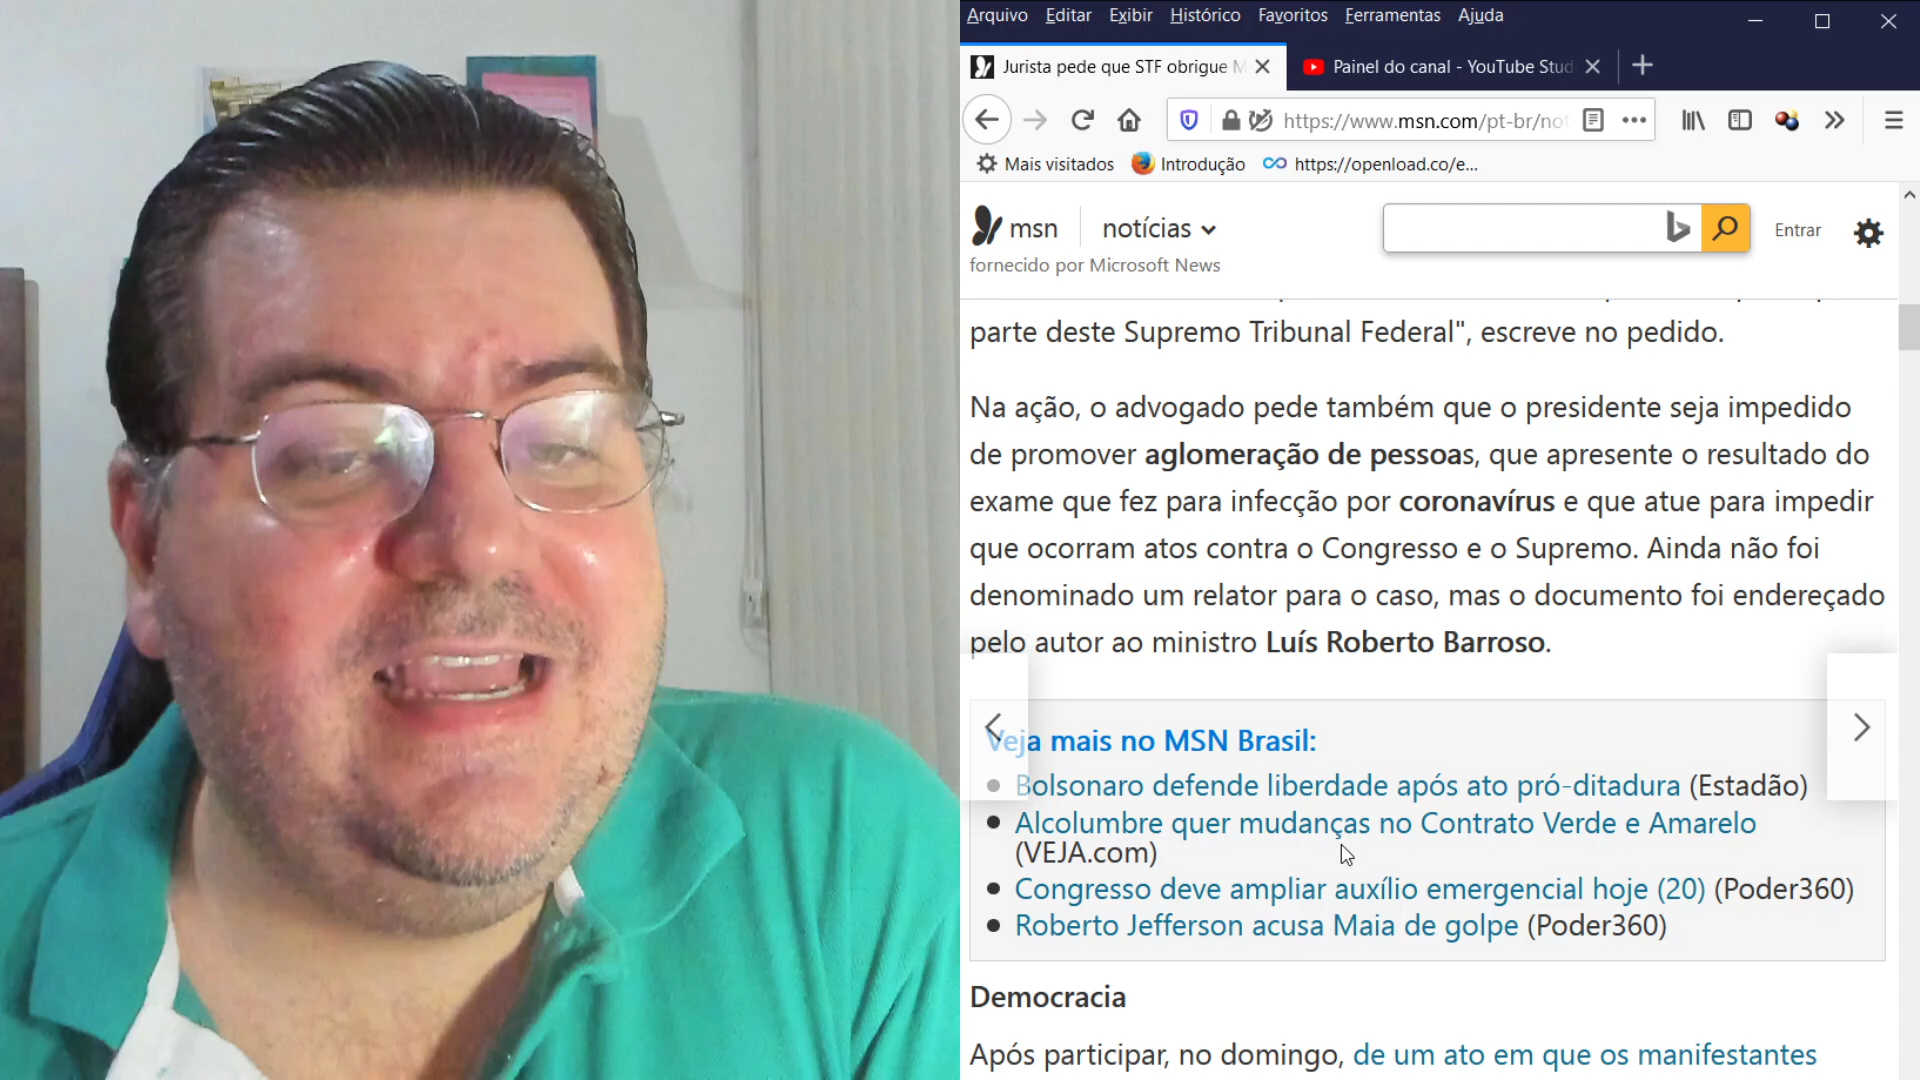 Arquivo Editar Exibir Histórico Favoritos Ferramentas Ajuda
Jurista pede que STF obrigue M
Painel do canal - YouTube Stud
https://www.msn.com/pt-br/not
Mais visitados Introdução https://openload.co/e...
msn notícias
Entrar
fornecido por Microsoft News
parte deste Supremo Tribunal Federal", escreve no pedido.
Na ação, o advogado pede também que o presidente seja impedido
de promover aglomeração de pessoas, que apresente o resultado do
exame que fez para infecção por coronavírus e que atue para impedir
que ocorram atos contra o Congresso e o Supremo. Ainda não foi
denominado um relator para o caso, mas o documento foi endereçado
pelo autor ao ministro Luís Roberto Barroso.
Veja mais no MSN Brasil:
Bolsonaro defende liberdade após ato pró-ditadura (Estadão)
Alcolumbre quer mudanças no Contrato Verde e Amarelo
(VEJA.com)
Congresso deve ampliar auxílio emergencial hoje (20) (Poder360)
Roberto Jefferson acusa Maia de golpe (Poder360)
Democracia
Após participar, no domingo, de um ato em que os manifestantes